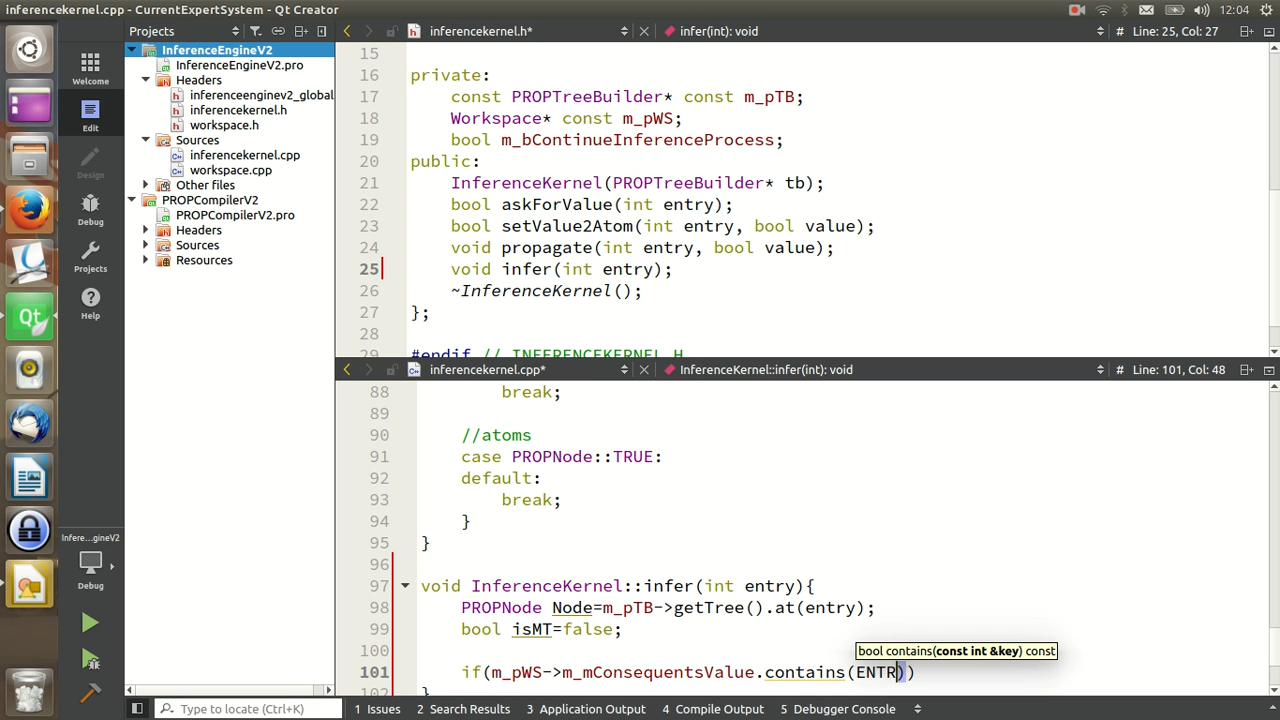 inferencekernel.cpp - CurrentExpertSystem - Qt Creator
12:04
Projects
inferencekernel.h*
infer(int): void
# Line: 25, Col: 27
Welcome
Edit
Design
Debug
Projects
Help
Infere...gineV2
Debug
InferenceEngineV2
InferenceEngineV2.pro
Headers
inferenceenginev2_global
inferencekernel.h
workspace.h
Sources
inferencekernel.cpp
workspace.cpp
Other files
PROPCompilerV2
PROPCompilerV2.pro
Headers
Sources
Resources
15
16 private:
17 const PROPTreeBuilder* const m_pTB;
18 Workspace* const m_pWS;
19 bool m_bContinueInferenceProcess;
20 public:
21 InferenceKernel(PROPTreeBuilder* tb);
22 bool askForValue(int entry);
23 bool setValue2Atom(int entry, bool value);
24 void propagate(int entry, bool value);
25 void infer(int entry);
26 ~InferenceKernel();
27 };
28
29 #endif // INFERENCEKERNEL_H
inferencekernel.cpp*
InferenceKernel::infer(int): void
# Line: 101, Col: 48
88 break;
89
90 //atoms
91 case PROPNode::TRUE:
92 default:
93 break;
94 }
95 }
96
97 void InferenceKernel::infer(int entry){
98 PROPNode Node=m_pTB->getTree().at(entry);
99 bool isMT=false;
100
bool contains(const int &key) const
101 if(m_pWS->m_mConsequentsValue.contains(ENTR))
102 }
Type to locate (Ctrl+K)
1 Issues
2 Search Results
3 Application Output
4 Compile Output
5 Debugger Console